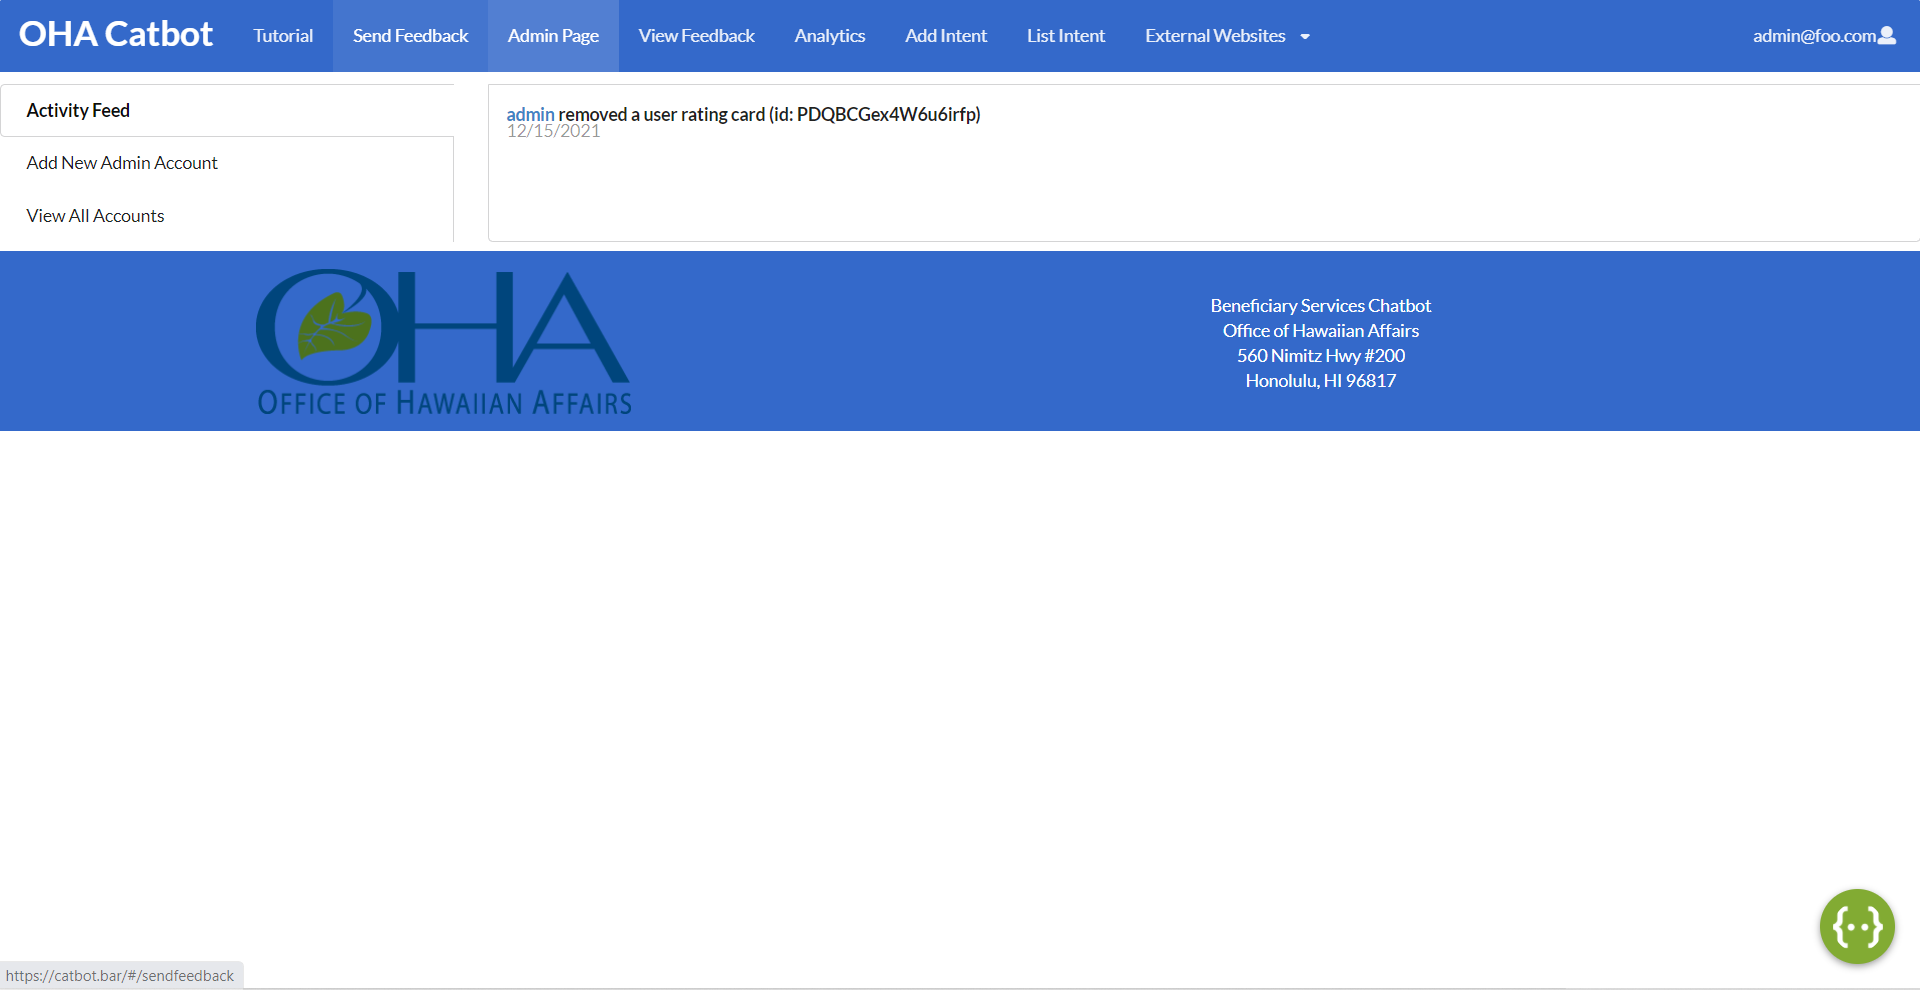 OHA Catbot Tutorial Send Feedback Admin Page View Feedback Analytics Add Intent List Intent External Websites admin@foo.com
Activity Feed
Add New Admin Account
View All Accounts
admin removed a user rating card (id: PDQBCGex4W6u6irfp)
12/15/2021
OHA
OFFICE OF HAWAIIAN AFFAIRS
Beneficiary Services Chatbot
Office of Hawaiian Affairs
560 Nimitz Hwy #200
Honolulu, HI 96817
{··}
https://catbot.bar/#/sendfeedback